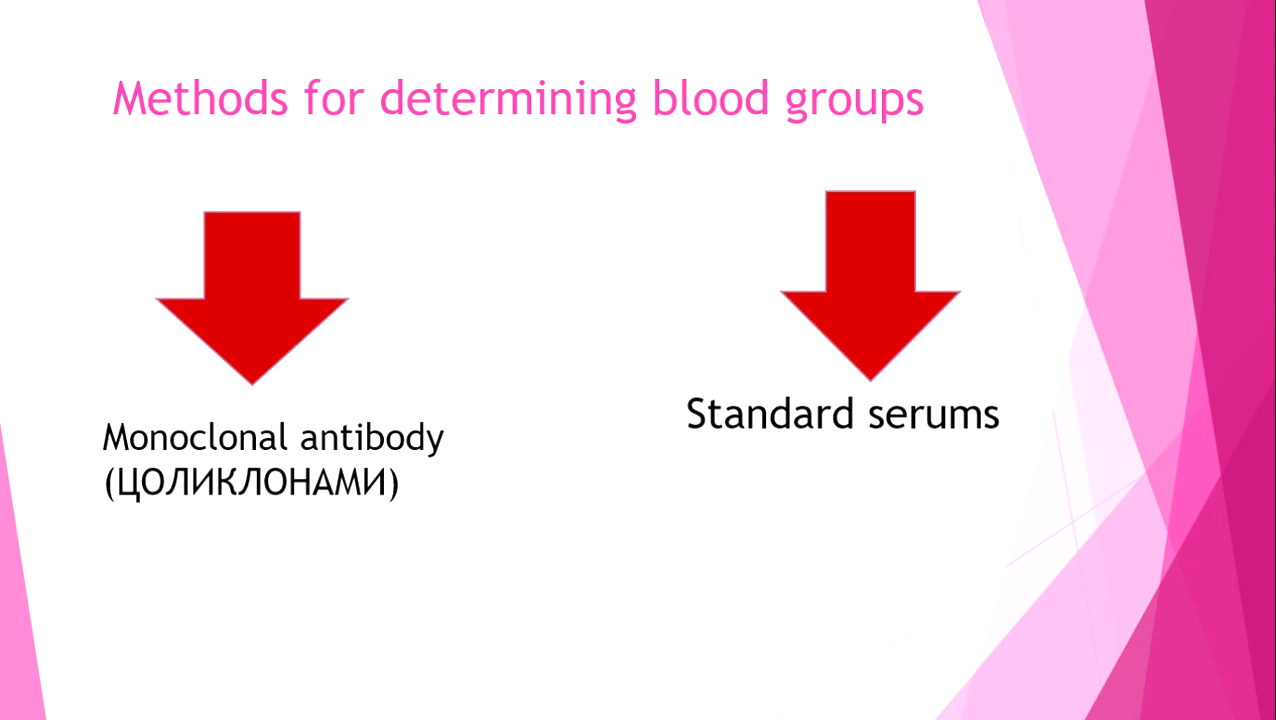 Methods for determining blood groups
Monoclonal antibody
(ЦОЛИКЛОНАМИ)
Standard serums